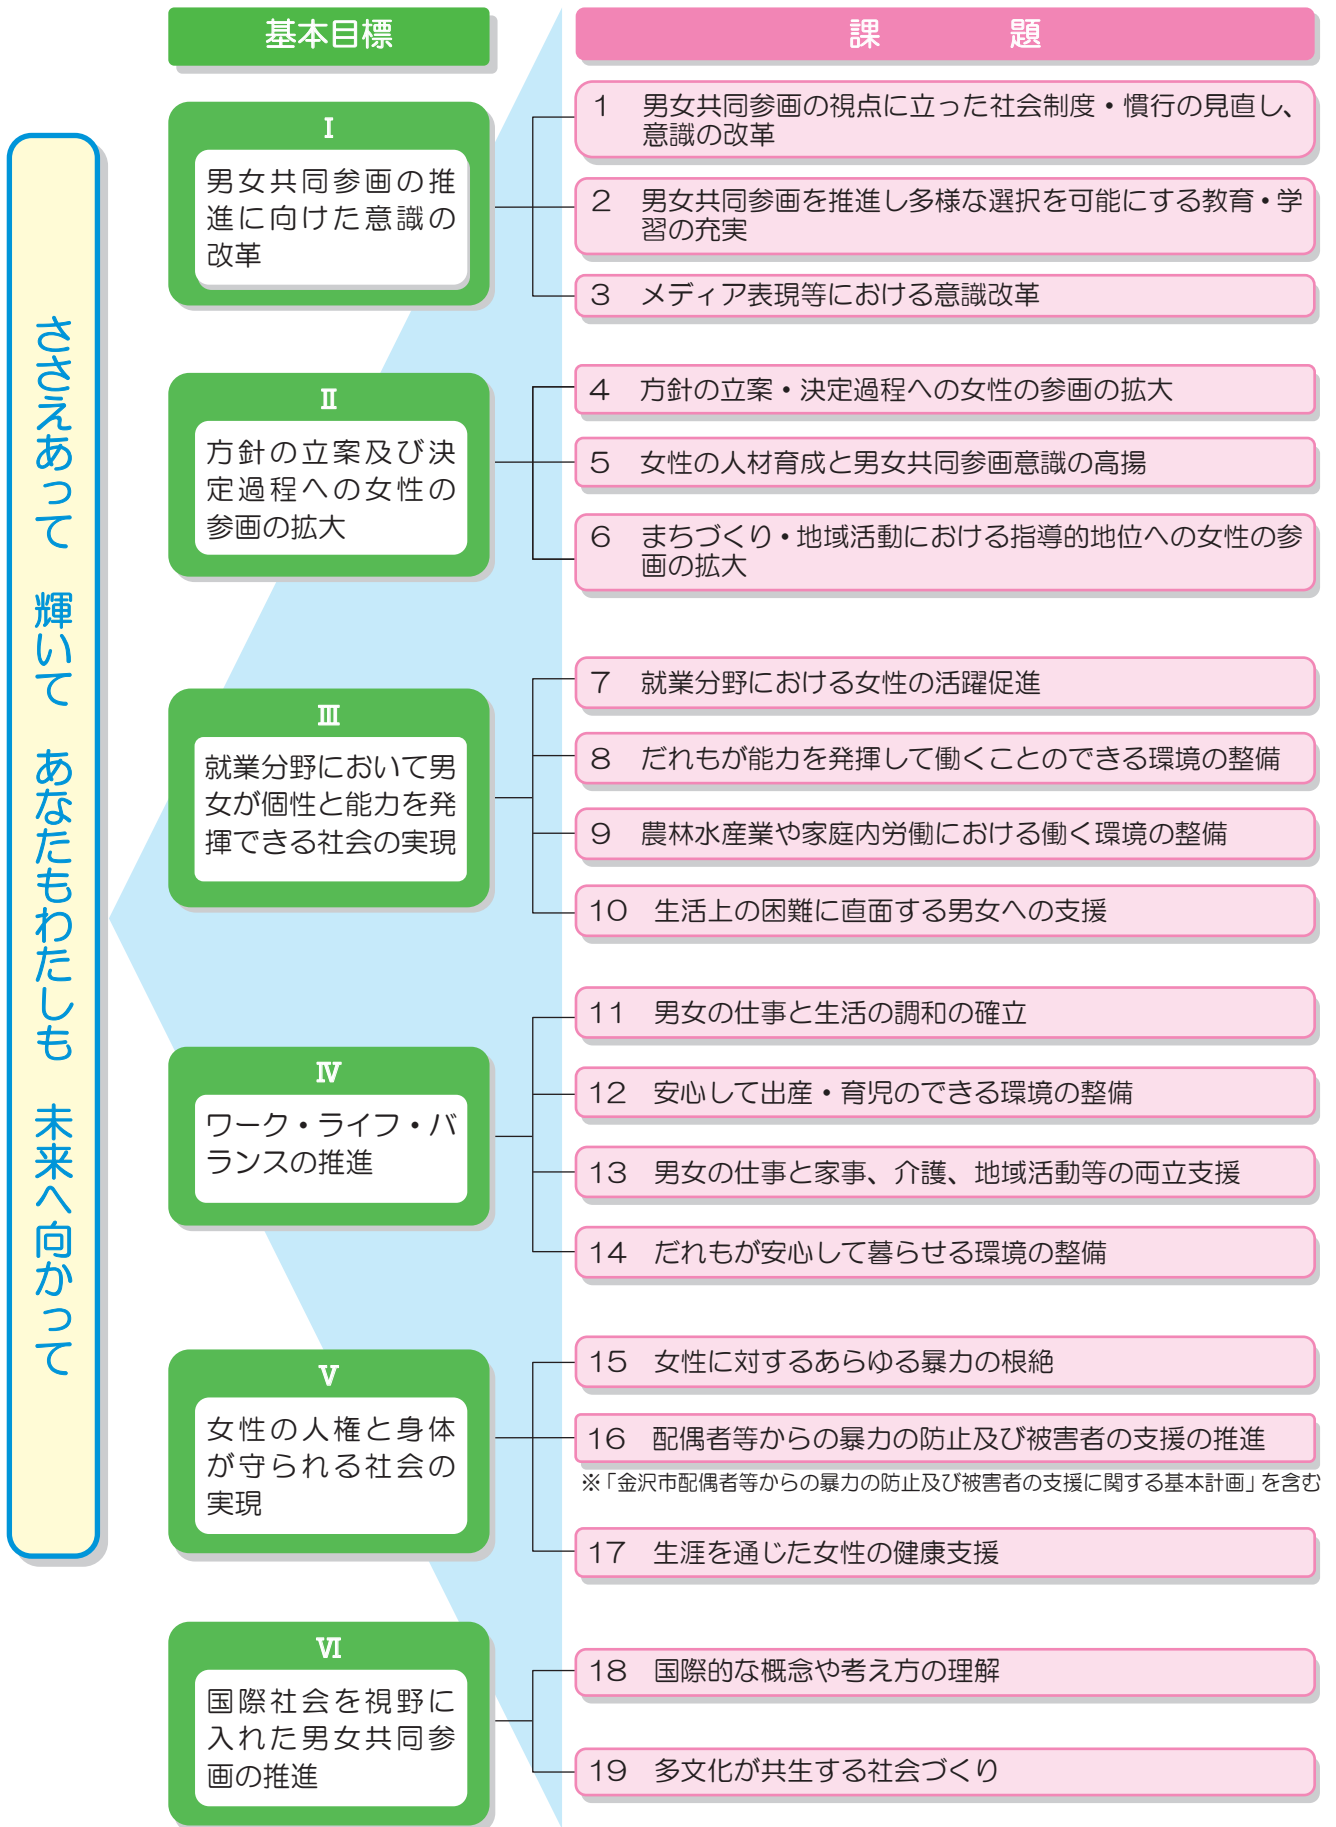 基本目標
課題
ささえあって 輝いて あなたもわたしも 未来へ向かって
Ⅰ
男女共同参画の推
進に向けた意識の
改革
1 男女共同参画の視点に立った社会制度・慣行の見直し、
意識の改革
2 男女共同参画を推進し多様な選択を可能にする教育・学
習の充実
3 メディア表現等における意識改革
Ⅱ
方針の立案及び決
定過程への女性の
参画の拡大
4 方針の立案・決定過程への女性の参画の拡大
5 女性の人材育成と男女共同参画意識の高揚
6 まちづくり・地域活動における指導的地位への女性の参
画の拡大
Ⅲ
就業分野において男
女が個性と能力を発
揮できる社会の実現
7 就業分野における女性の活躍促進
8 だれもが能力を発揮して働くことのできる環境の整備
9 農林水産業や家庭内労働における働く環境の整備
10 生活上の困難に直面する男女への支援
Ⅳ
ワーク・ライフ・バ
ランスの推進
11 男女の仕事と生活の調和の確立
12 安心して出産・育児のできる環境の整備
13 男女の仕事と家事、介護、地域活動等の両立支援
14 だれもが安心して暮らせる環境の整備
Ⅴ
女性の人権と身体
が守られる社会の
実現
15 女性に対するあらゆる暴力の根絶
16 配偶者等からの暴力の防止及び被害者の支援の推進
※「金沢市配偶者等からの暴力の防止及び被害者の支援に関する基本計画」を含む
17 生涯を通じた女性の健康支援
Ⅵ
国際社会を視野に
入れた男女共同参
画の推進
18 国際的な概念や考え方の理解
19 多文化が共生する社会づくり